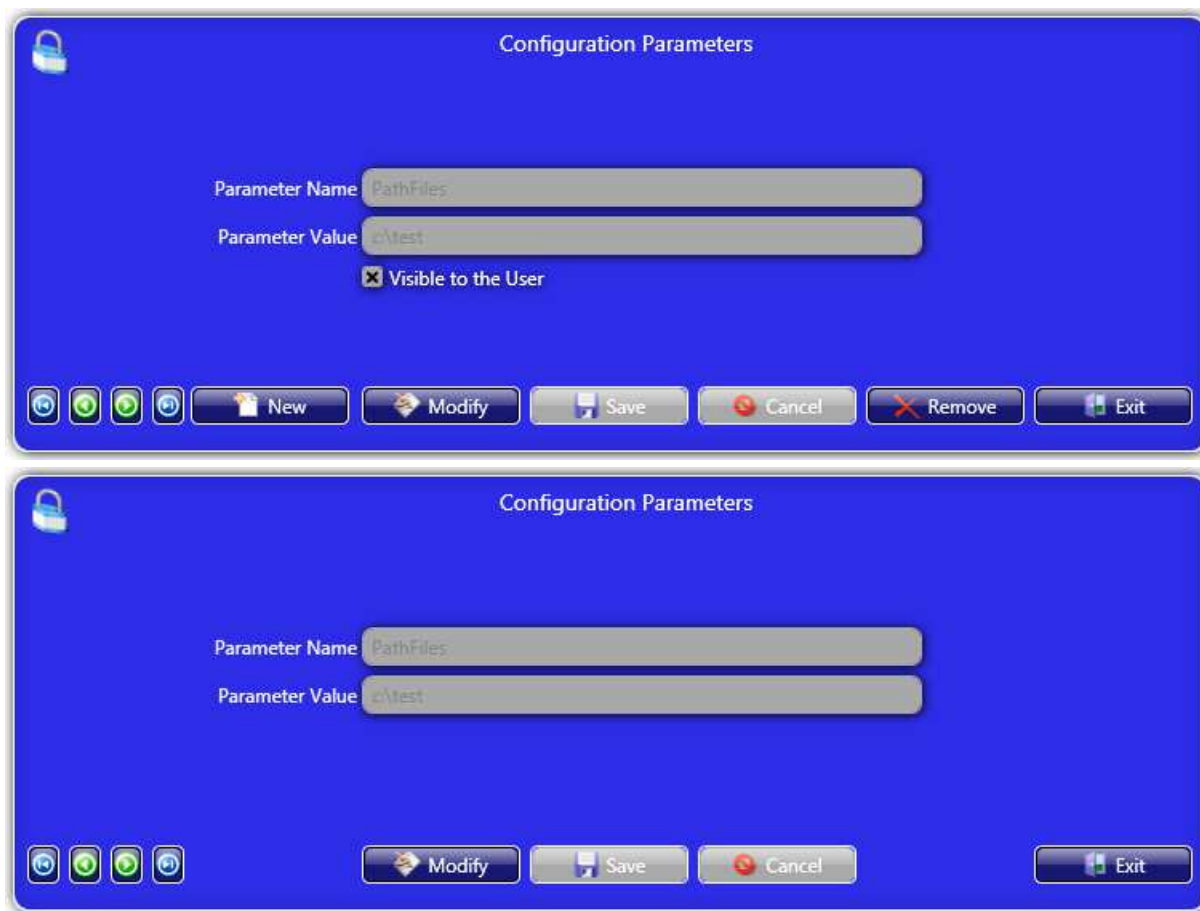 Configuration Parameters
Parameter Name PathFiles
Parameter Value c\test
Visible to the User
New Modify Save Cancel Remove Exit
Configuration Parameters
Parameter Name PathFiles
Parameter Value c\test
Modify Save Cancel Exit